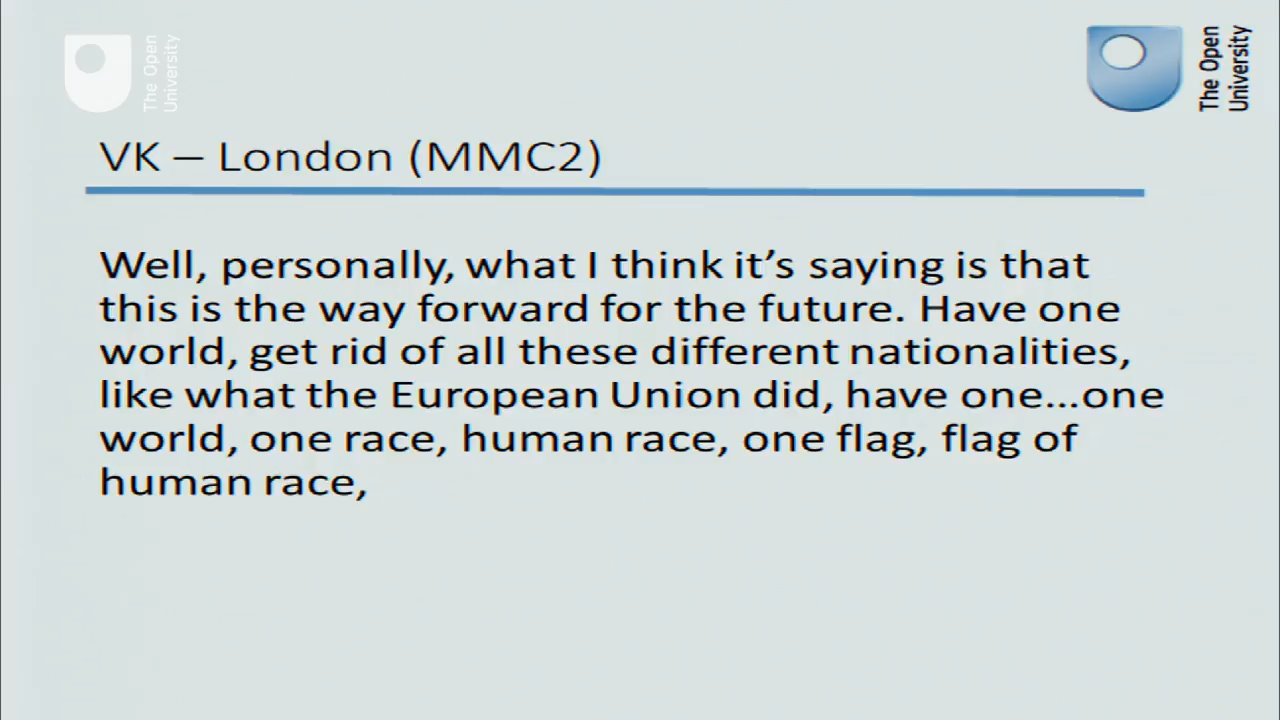 The Open
University
The Open
University
VK – London (MMC2)
Well, personally, what I think it’s saying is that
this is the way forward for the future. Have one
world, get rid of all these different nationalities,
like what the European Union did, have one...one
world, one race, human race, one flag, flag of
human race,